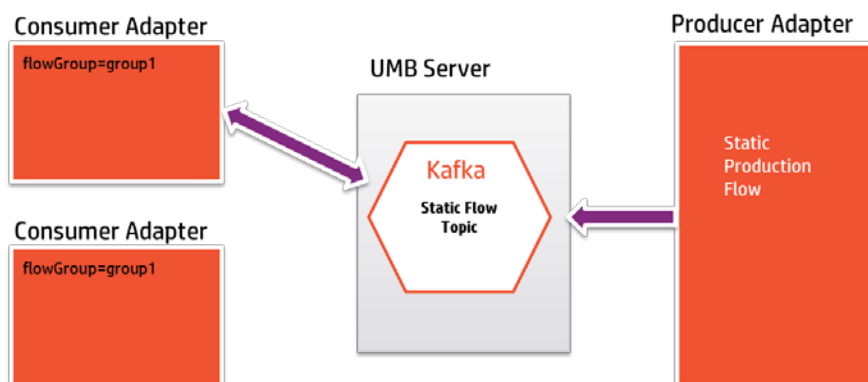 Consumer Adapter
flowGroup=group1
UMB Server
Kafka
Static Flow
Topic
Producer Adapter
Static
Production
Flow
Consumer Adapter
flowGroup=group1